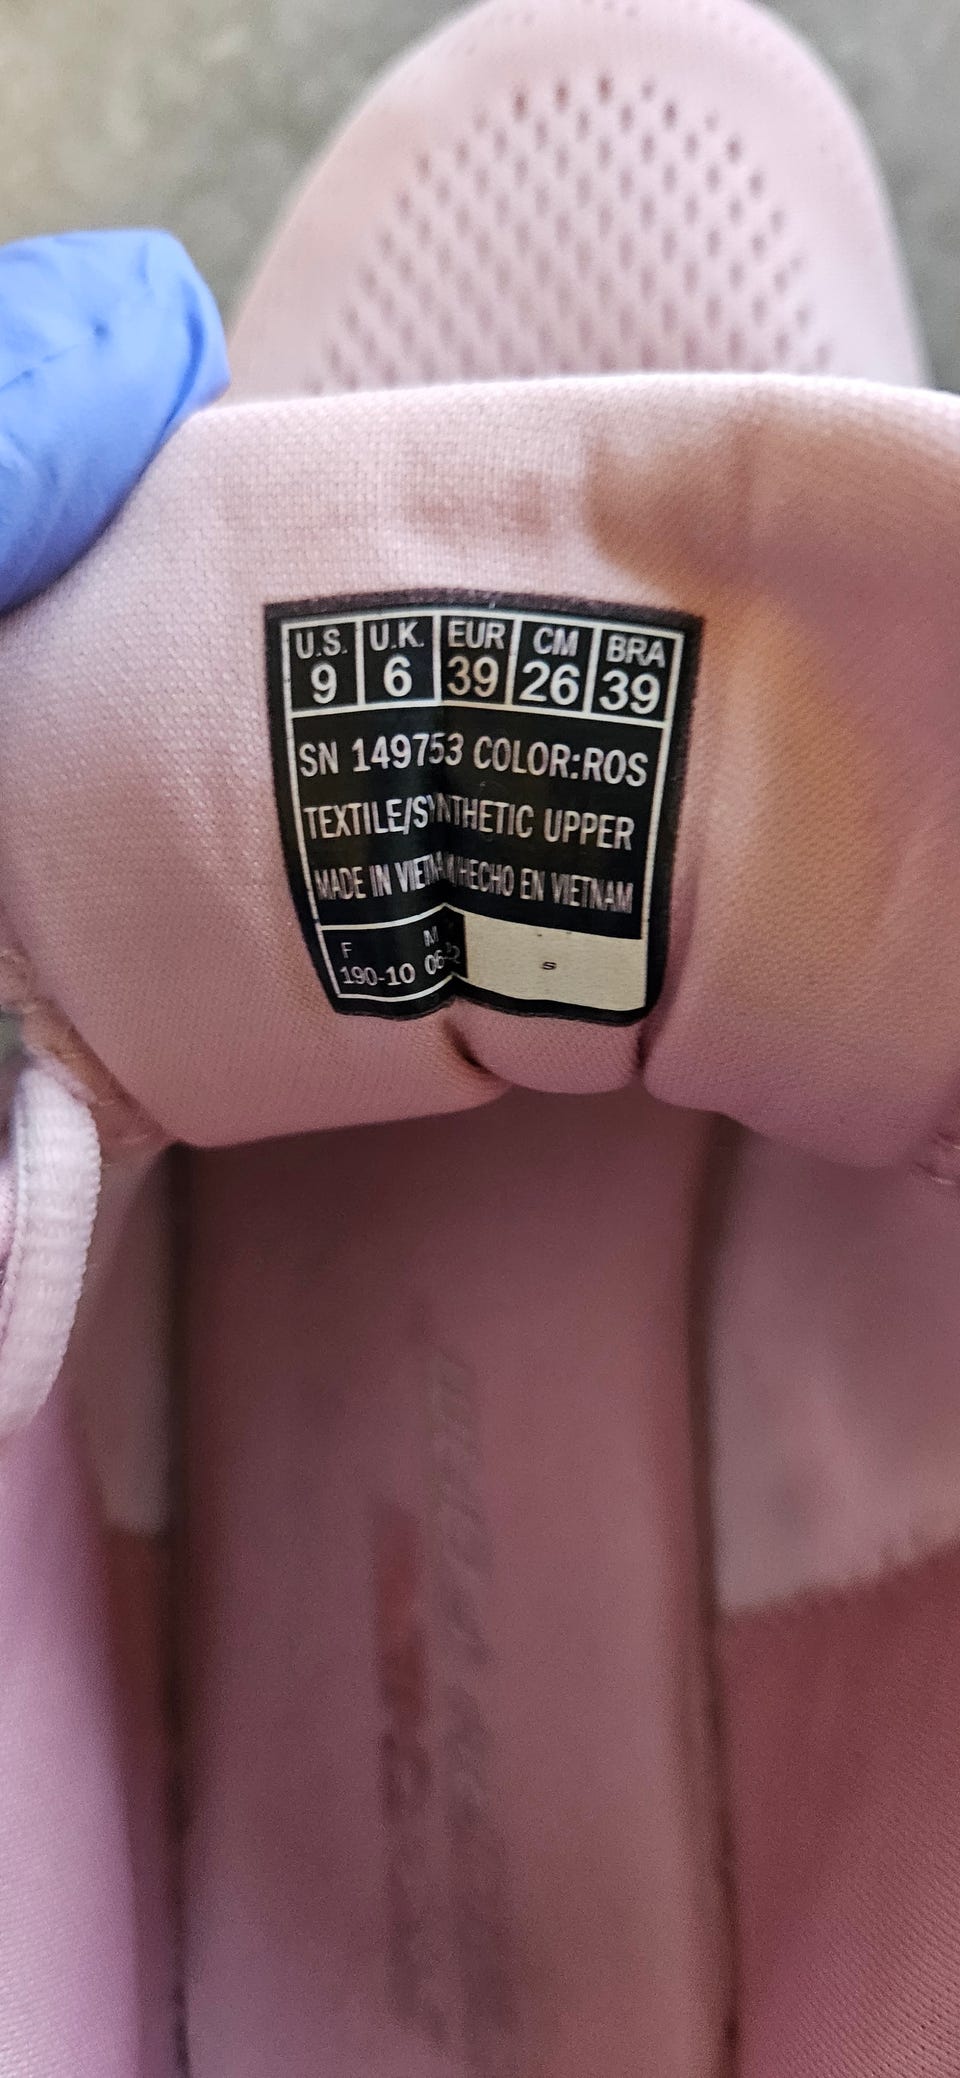 U.S. U.K. EUR CM BRA
9 6 39 26 39
SN 149753 COLOR:ROS
TEXTILE/SYNTHETIC UPPER
MADE IN VIETNAM/HECHO EN VIETNAM
F M
190-10
S